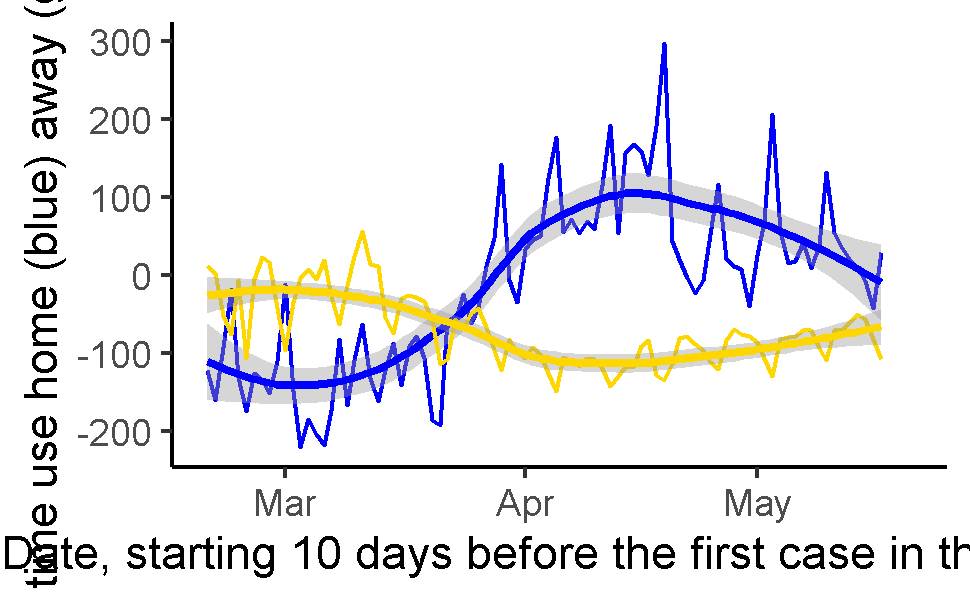 time use home (blue) away (
300
200
100
0
-100
-200
Mar Apr May
Date, starting 10 days before the first case in th